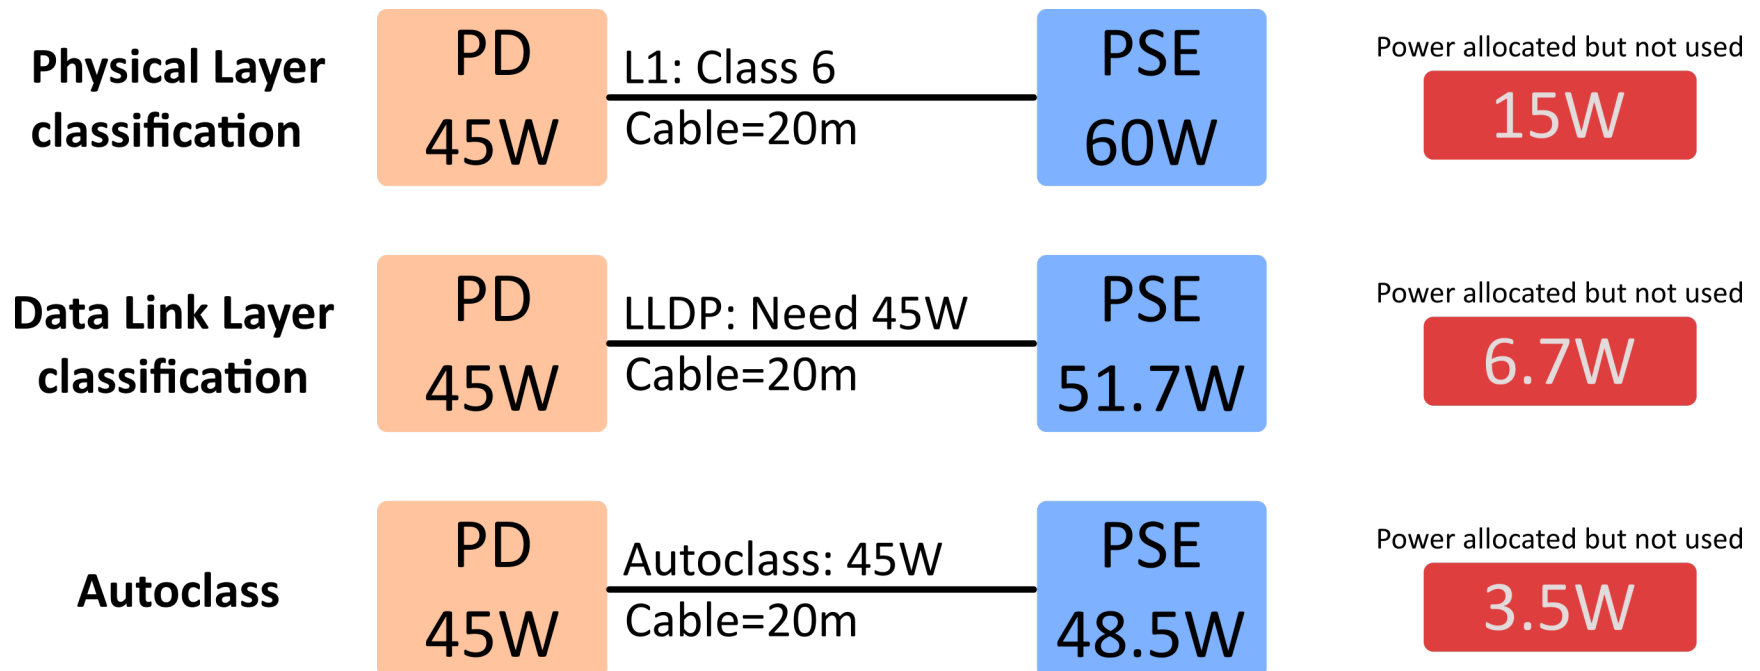 Physical Layer
classification
PD
45W
L1: Class 6
Cable=20m
PSE
60W
Power allocated but not used
15W
Data Link Layer
classification
PD
45W
LLDP: Need 45W
Cable=20m
PSE
51.7W
Power allocated but not used
6.7W
Autoclass
PD
45W
Autoclass: 45W
Cable=20m
PSE
48.5W
Power allocated but not used
3.5W